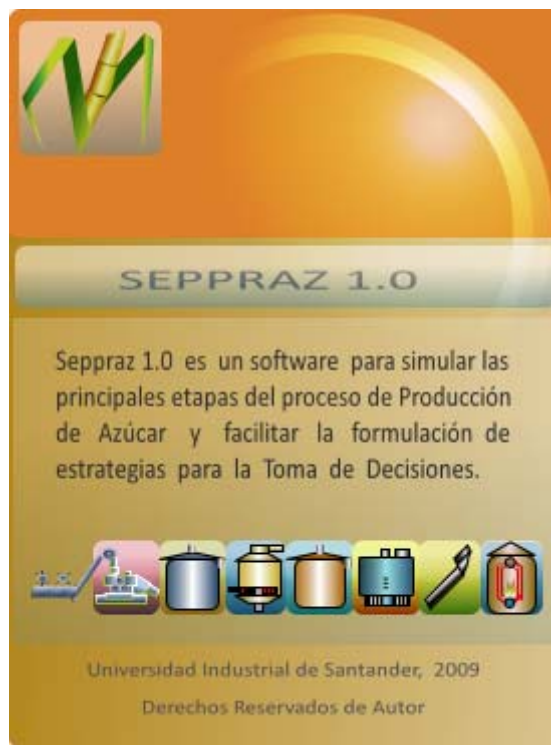 SEPPRAZ 1.0
Seppraz 1.0 es un software para simular las
principales etapas del proceso de Producción
de Azúcar y facilitar la formulación de
estrategias para la Toma de Decisiones.
Universidad Industrial de Santander, 2009
Derechos Reservados de Autor